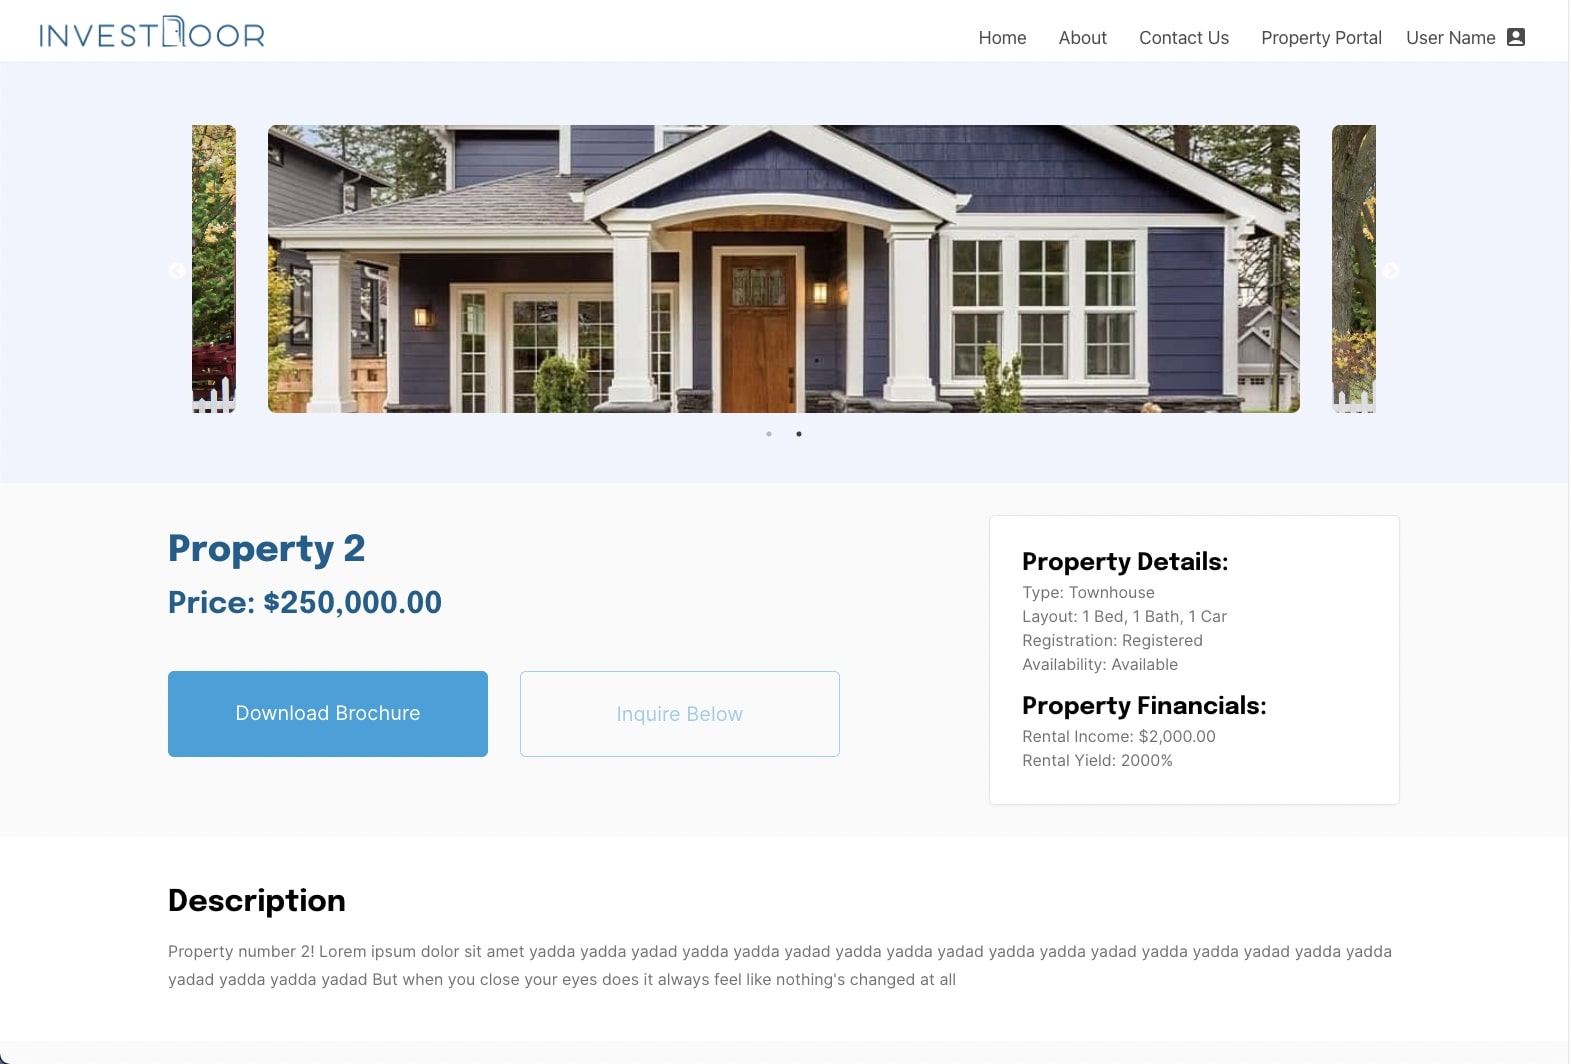 INVESTDOOR
Home About Contact Us Property Portal User Name
Property 2
Price: $250,000.00
Download Brochure
Inquire Below
Property Details:
Type: Townhouse
Layout: 1 Bed, 1 Bath, 1 Car
Registration: Registered
Availability: Available
Property Financials:
Rental Income: $2,000.00
Rental Yield: 2000%
Description
Property number 2! Lorem ipsum dolor sit amet yadda yadda yadad yadda yadda yadad yadda yadda yadad yadda yadda yadad yadda yadda yadad yadda yadda
yadad yadda yadda yadad But when you close your eyes does it always feel like nothing's changed at all